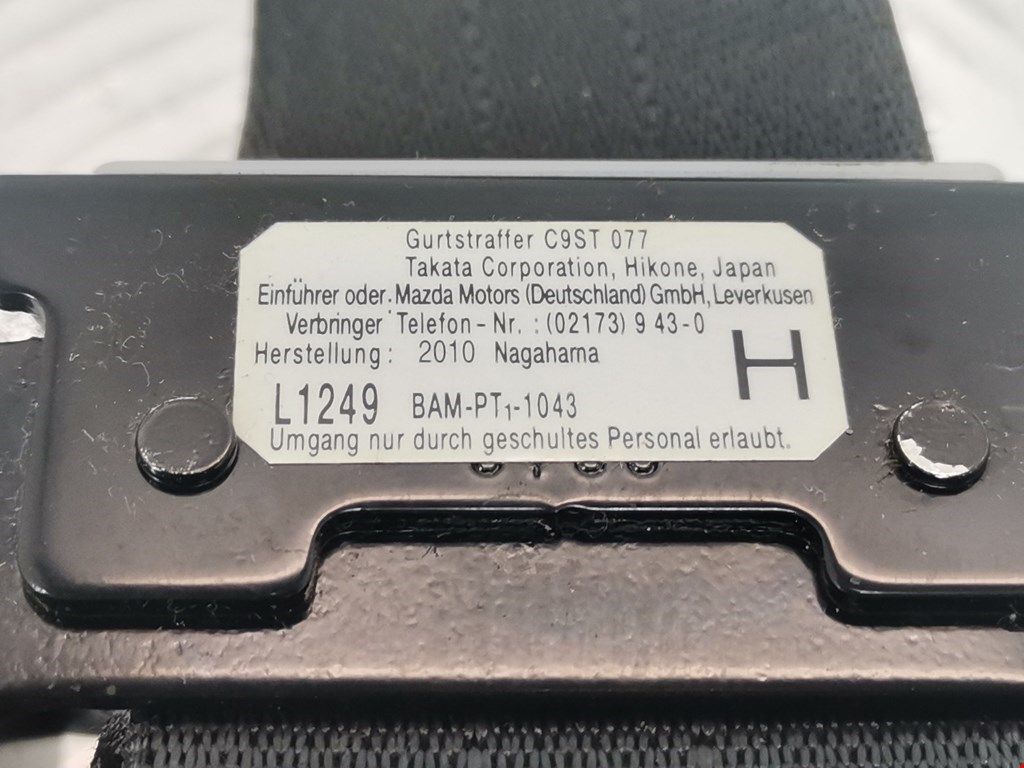 Gurtstraffer C9ST 077
Takata Corporation, Hikone, Japan
Einführer oder. Mazda Motors (Deutschland) GmbH, Leverkusen
Verbringer Telefon-Nr. : (02173) 9 43-0
Herstellung: 2010 Nagahama
H
L1249 BAM-PT1-1043
Umgang nur durch geschultes Personal erlaubt.